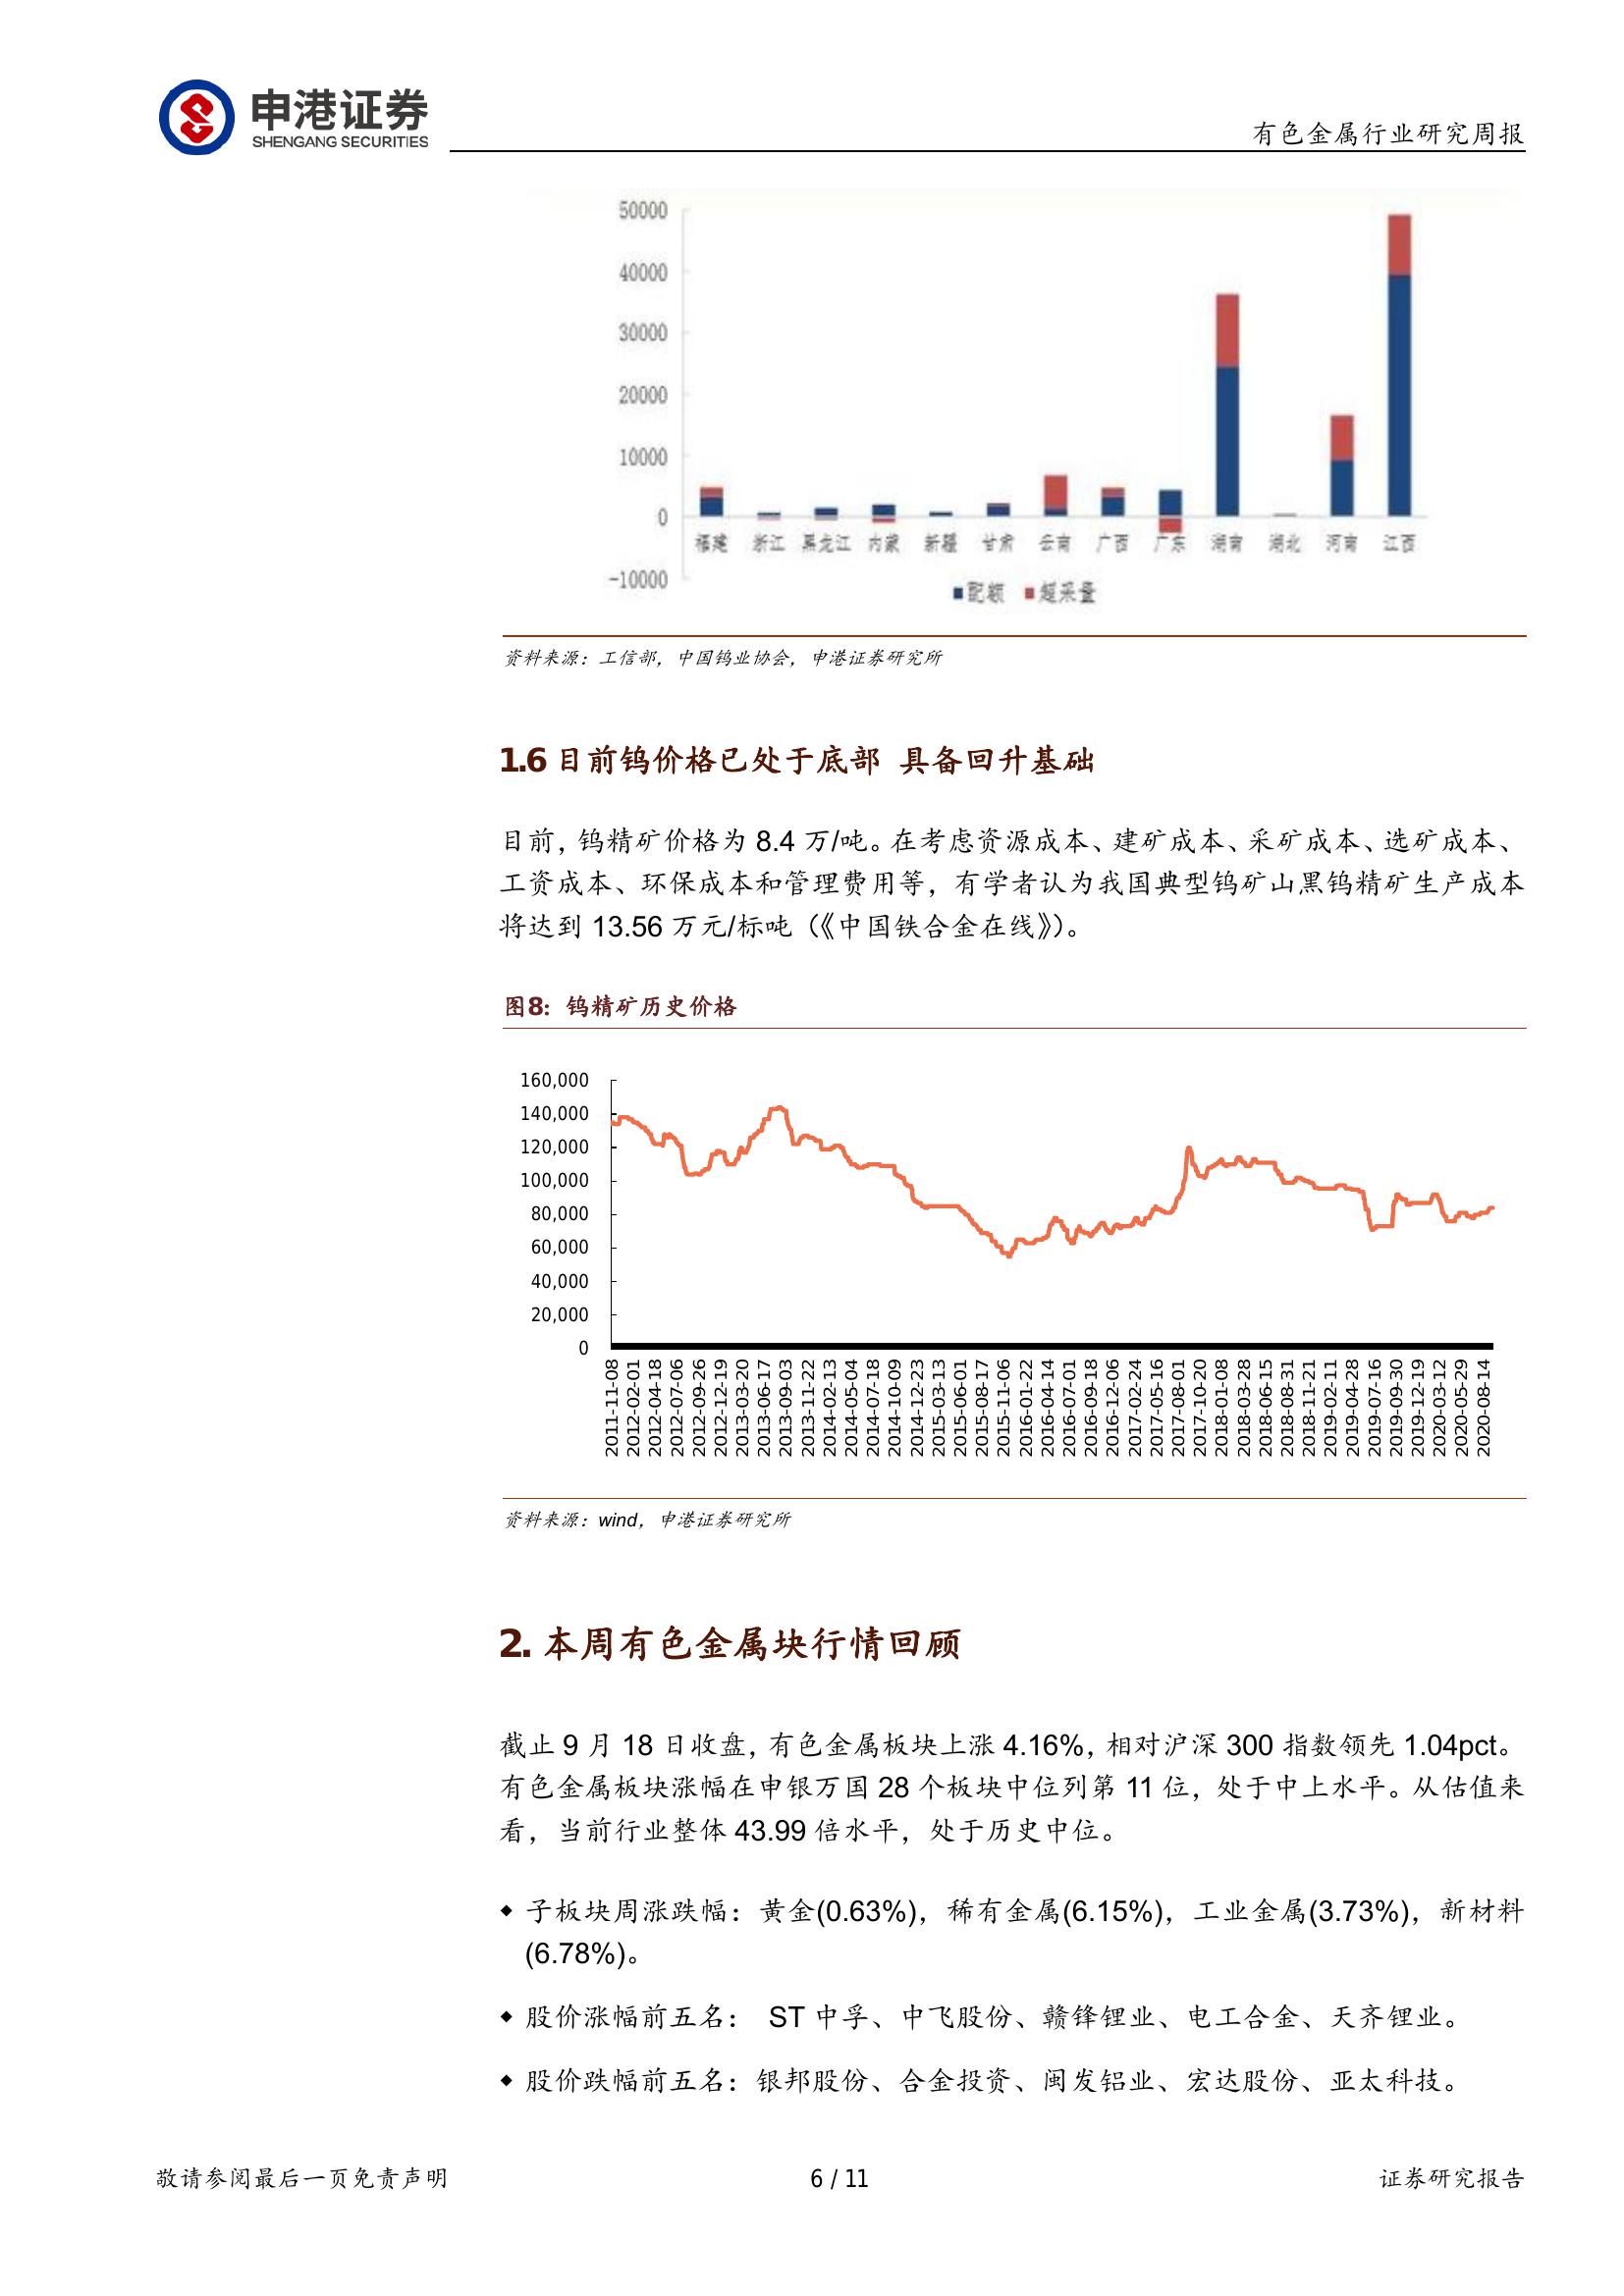 申港证券
SHENGANG SECURITIES
有色金属行业研究周报
50000
40000
30000
20000
10000
0
-10000
福建 浙江 黑龙江 内蒙 新疆 甘肃 云南 广西 广东 湖南 湖北 河南 江西
配额 超采量
资料来源：工信部，中国钨业协会，申港证券研究所
1.6 目前钨价格已处于底部 具备回升基础
目前，钨精矿价格为 8.4 万/吨。在考虑资源成本、建矿成本、采矿成本、选矿成本、
工资成本、环保成本和管理费用等，有学者认为我国典型钨矿山黑钨精矿生产成本
将达到 13.56 万元/标吨（《中国铁合金在线》）。
图8：钨精矿历史价格
160,000
140,000
120,000
100,000
80,000
60,000
40,000
20,000
0
2011-11-08 2012-02-01 2012-04-18 2012-07-06 2012-09-26 2012-12-19 2013-03-20 2013-06-17 2013-09-03 2013-11-22 2014-02-13 2014-05-04 2014-07-18 2014-10-09 2014-12-23 2015-03-13 2015-06-01 2015-08-17 2015-11-06 2016-01-22 2016-04-14 2016-07-01 2016-09-18 2016-12-06 2017-02-24 2017-05-16 2017-08-01 2017-10-20 2018-01-08 2018-03-28 2018-06-15 2018-08-31 2018-11-21 2019-02-11 2019-04-28 2019-07-16 2019-09-30 2019-12-19 2020-03-12 2020-05-29 2020-08-14
资料来源：wind，申港证券研究所
2. 本周有色金属块行情回顾
截止 9 月 18 日收盘，有色金属板块上涨 4.16%，相对沪深 300 指数领先 1.04pct。
有色金属板块涨幅在申银万国 28 个板块中位列第 11 位，处于中上水平。从估值来
看，当前行业整体 43.99 倍水平，处于历史中位。
◆ 子板块周涨跌幅：黄金(0.63%)，稀有金属(6.15%)，工业金属(3.73%)，新材料
(6.78%)。
◆ 股价涨幅前五名： ST 中孚、中飞股份、赣锋锂业、电工合金、天齐锂业。
◆ 股价跌幅前五名：银邦股份、合金投资、闽发铝业、宏达股份、亚太科技。
敬请参阅最后一页免责声明
6 / 11
证券研究报告